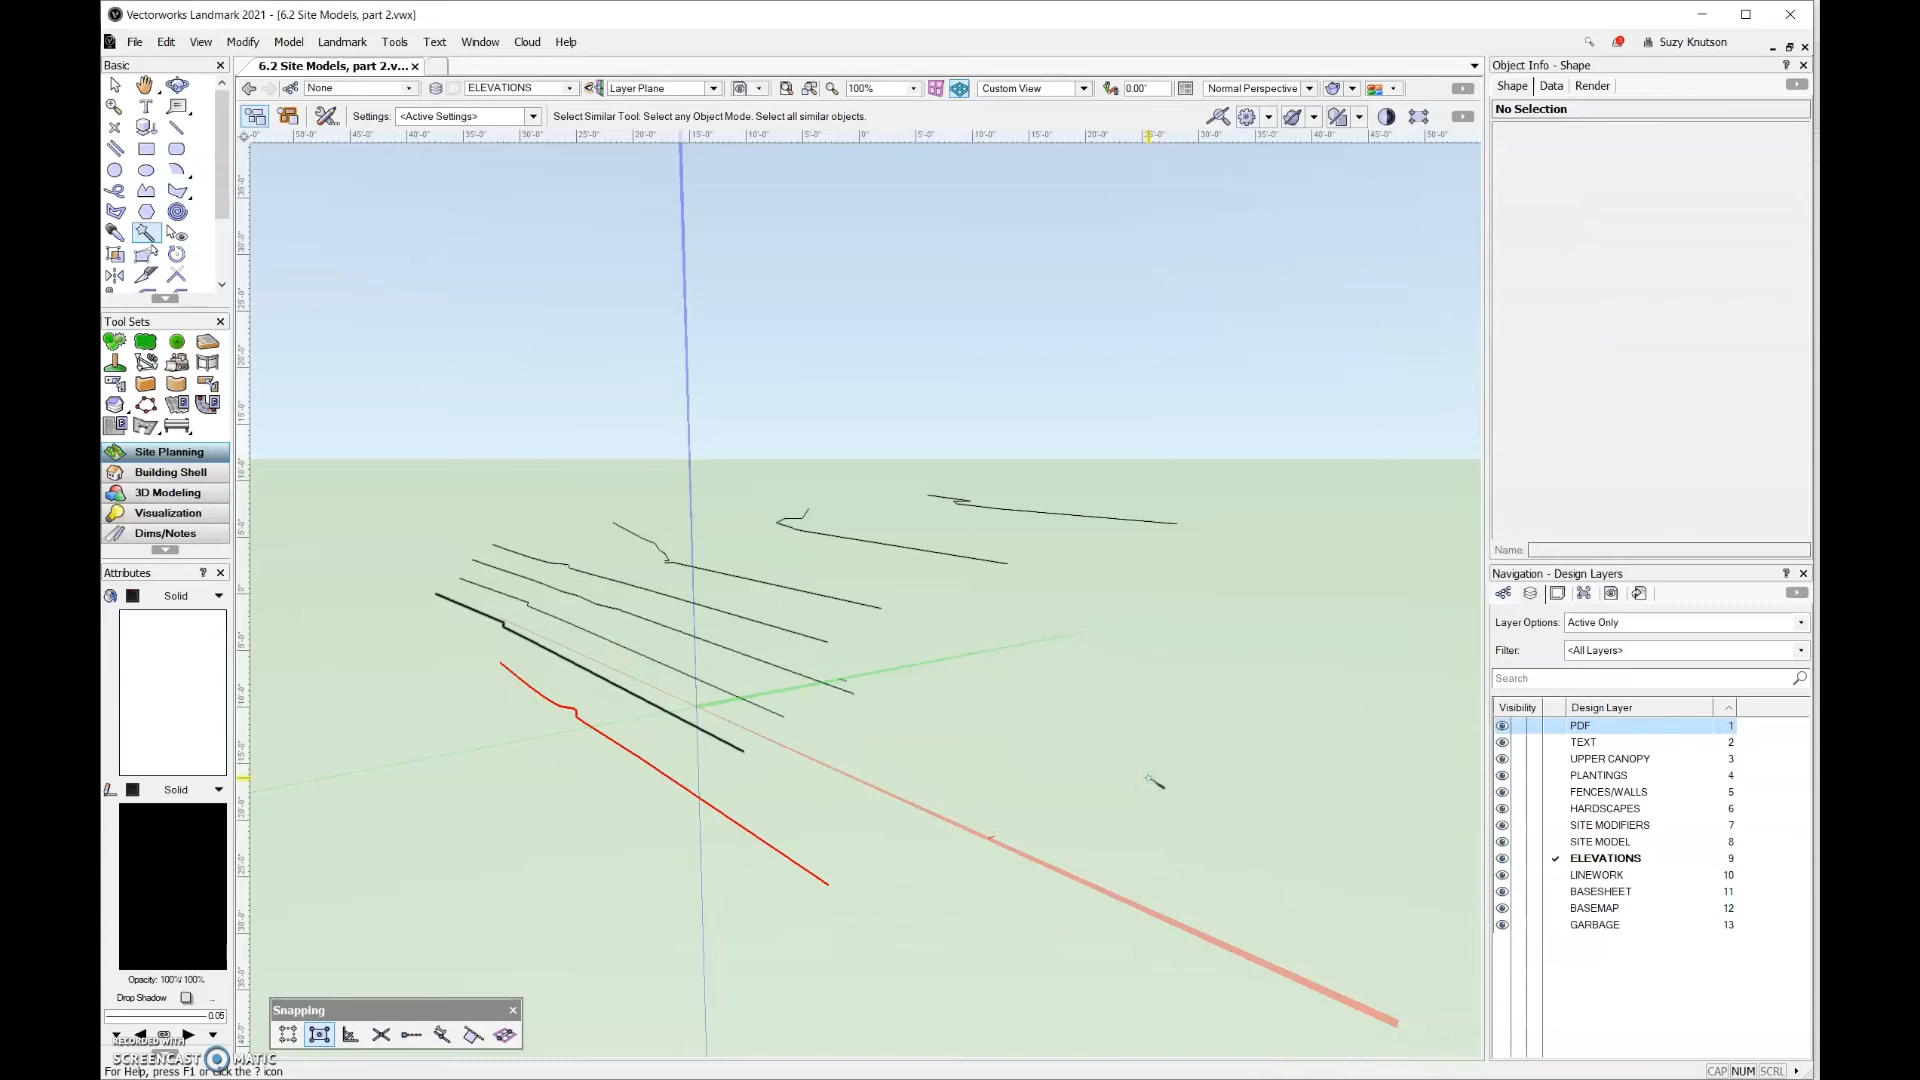 Vectorworks Landmark 2021 - [6.2 Site Models, part 2.vwx]
File Edit View Modify Model Landmark Tools Text Window Cloud Help
Suzy Knutson
Basic
6.2 Site Models, part 2.v...
None ELEVATIONS Layer Plane 100% Custom View 0.00° Normal Perspective
Settings: <Active Settings> Select Similar Tool: Select any Object Mode. Select all similar objects.
Object Info - Shape
Shape Data Render
No Selection
Name:
Tool Sets
Site Planning
Building Shell
3D Modeling
Visualization
Dims/Notes
Attributes
Solid
Solid
Opacity: 100%/100%
Drop Shadow ...
0.05
RECORDED WITH
SCREENCAST MATIC
For Help, press F1 or click the ? icon
Snapping
Navigation - Design Layers
Layer Options: Active Only
Filter: <All Layers>
Search
Visibility Design Layer
PDF 1
TEXT 2
UPPER CANOPY 3
PLANTINGS 4
FENCES/WALLS 5
HARDSCAPES 6
SITE MODIFIERS 7
SITE MODEL 8
ELEVATIONS 9
LINEWORK 10
BASESHEET 11
BASEMAP 12
GARBAGE 13
CAP NUM SCRL